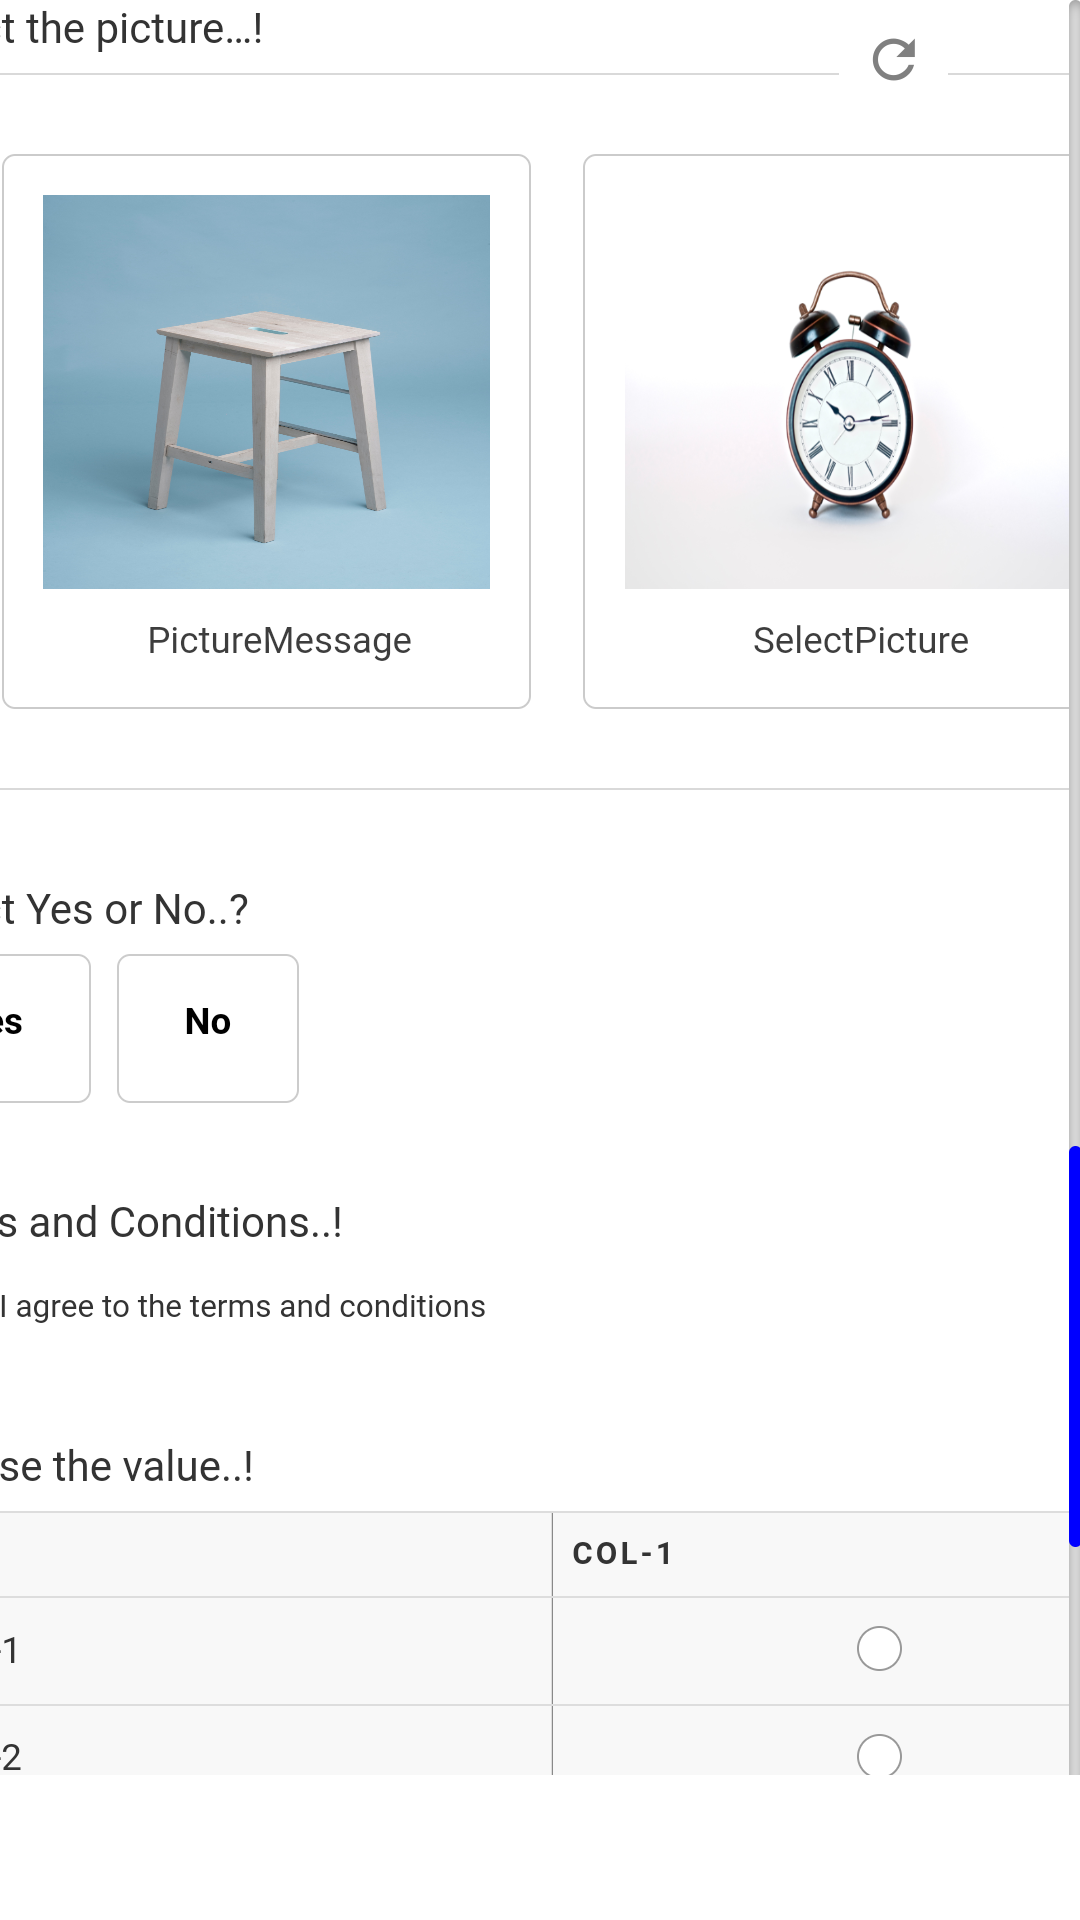 t the picture...!
PictureMessage
SelectPicture
t Yes or No..?
es
No
s and Conditions..!
I agree to the terms and conditions
se the value..!
COL-1
-1
-2